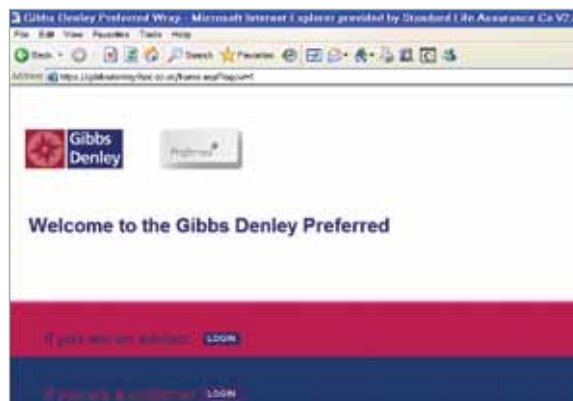 Gibbs Denley Preferred Wrap - Microsoft Internet Explorer provided by Standard Life Assurance Co V2.
File Edit View Favorites Tools Help
Back Search Favorites
Address
Gibbs
Denley
Preferred
Welcome to the Gibbs Denley Preferred
If you are an adviser LOGIN
If you are a customer LOGIN